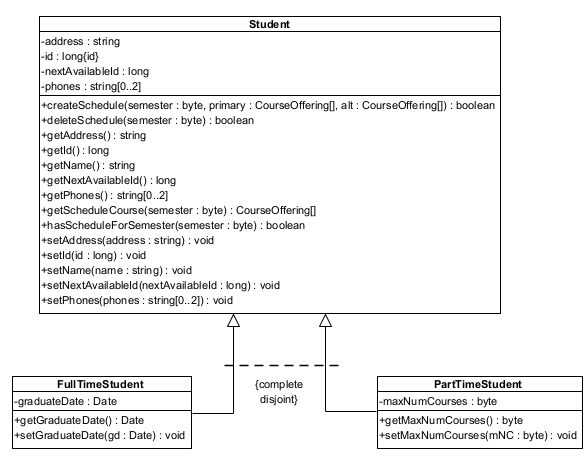 Student
-address : string
-id : long{id}
-nextAvailableId : long
-phones : string[0..2]
+createSchedule(semester : byte, primary : CourseOffering[], alt : CourseOffering[]) : boolean
+deleteSchedule(semester : byte) : boolean
+getAddress() : string
+getId() : long
+getName() : string
+getNextAvailableId() : long
+getPhones() : string[0..2]
+getScheduleCourse(semester : byte) : CourseOffering[]
+hasScheduleForSemester(semester : byte) : boolean
+setAddress(address : string) : void
+setId(id : long) : void
+setName(name : string) : void
+setNextAvailableId(nextAvailableId : long) : void
+setPhones(phones : string[0..2]) : void
{complete
disjoint}
FullTimeStudent
-graduateDate : Date
+getGraduateDate() : Date
+setGraduateDate(gd : Date) : void
PartTimeStudent
-maxNumCourses : byte
+getMaxNumCourses() : byte
+setMaxNumCourses(mNC : byte) : void